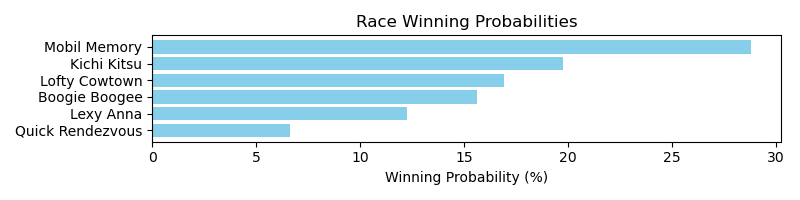 Race Winning Probabilities
Mobil Memory
Kichi Kitsu
Lofty Cowtown
Boogie Boogee
Lexy Anna
Quick Rendezvous
0 5 10 15 20 25 30
Winning Probability (%)